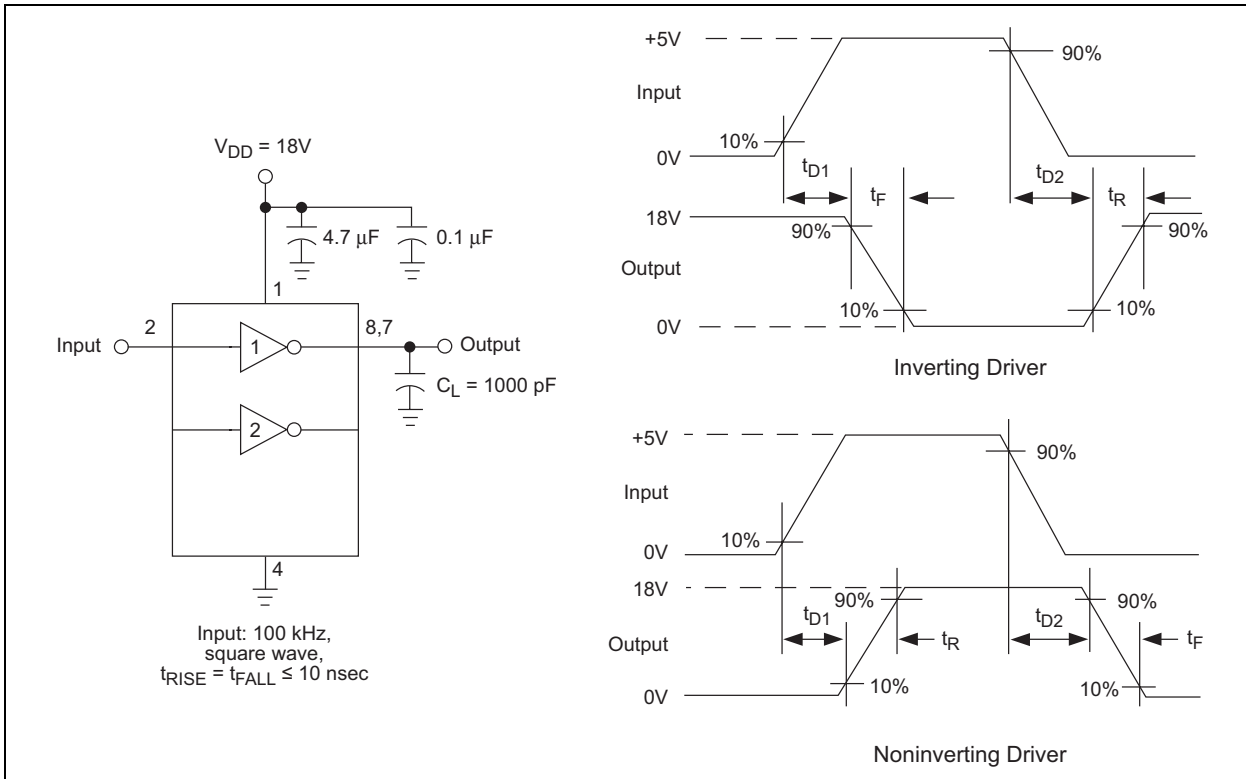 V_DD = 18V
4.7 µF
0.1 µF
1
2
8,7
Input
1
Output
C_L = 1000 pF
2
4
Input: 100 kHz,
square wave,
t_RISE = t_FALL ≤ 10 nsec
+5V
90%
Input
10%
0V
t_D1
t_F
t_D2
t_R
18V
90%
90%
Output
10%
10%
0V
Inverting Driver
+5V
90%
Input
10%
0V
18V
90%
90%
t_D1
t_R
t_D2
t_F
Output
10%
10%
0V
Noninverting Driver